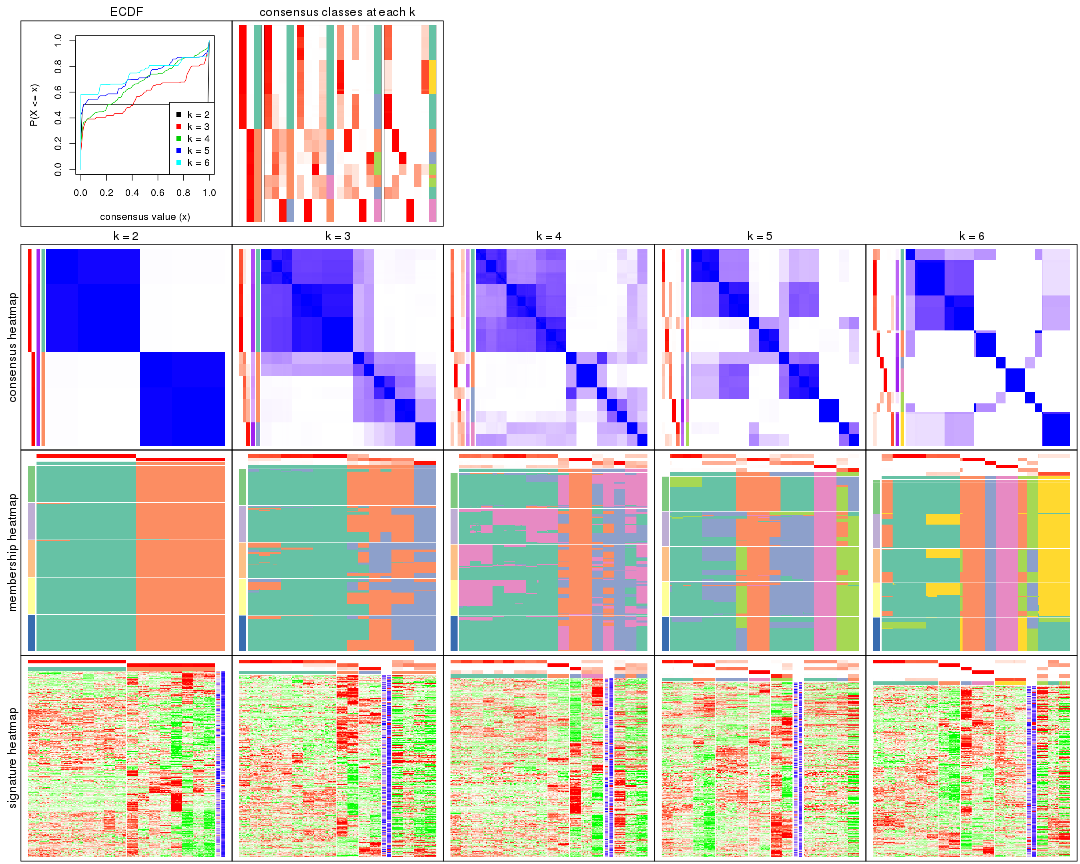 ECDF
consensus classes at each k
P(X <= x)
0.0 0.2 0.4 0.6 0.8 1.0
k = 2
k = 3
k = 4
k = 5
k = 6
0.0 0.2 0.4 0.6 0.8 1.0
consensus value (x)
k = 2 k = 3 k = 4 k = 5 k = 6
consensus heatmap
membership heatmap
signature heatmap